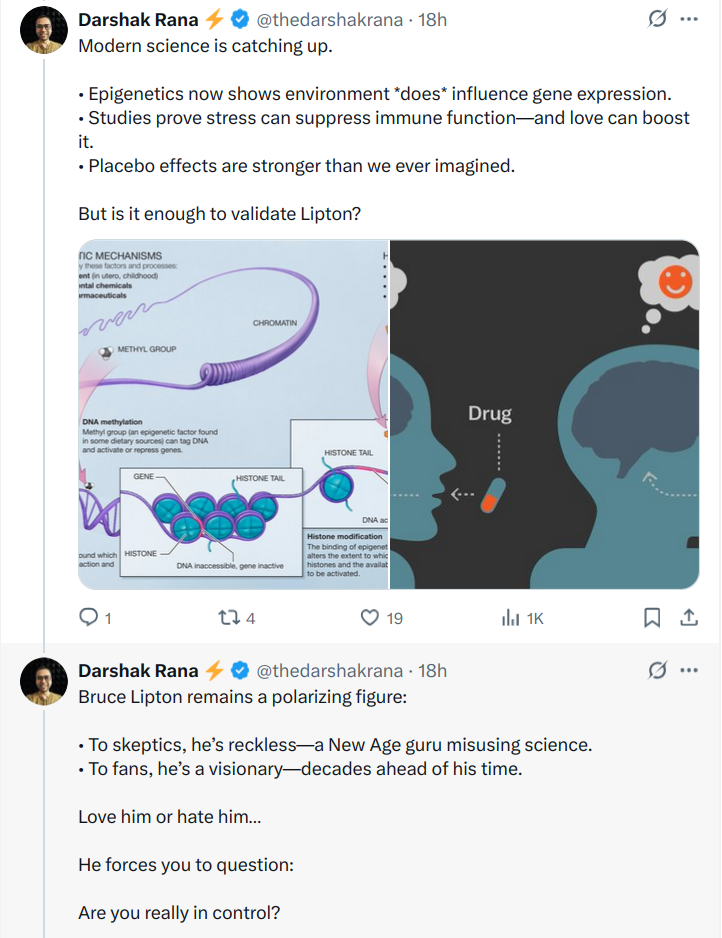 Darshak Rana ⚡ @thedarshakrana · 18h
Modern science is catching up.
• Epigenetics now shows environment *does* influence gene expression.
• Studies prove stress can suppress immune function—and love can boost
it.
• Placebo effects are stronger than we ever imagined.
But is it enough to validate Lipton?
TIC MECHANISMS
y these factors and processes:
ent (in utero, childhood)
ntal chemicals
rmaceuticals
CHROMATIN
METHYL GROUP
DNA methylation
Methyl group (an epigenetic factor found
in some dietary sources) can tag DNA
and activate or repress genes.
HISTONE TAIL
GENE
HISTONE TAIL
DNA ac
ound which
action and
HISTONE
DNA inaccessible, gene inactive
Histone modification
The binding of epigenet
alters the extent to whic
histones and the availat
to be activated.
Drug
1
4
19
1K
Darshak Rana ⚡ @thedarshakrana · 18h
Bruce Lipton remains a polarizing figure:
• To skeptics, he’s reckless—a New Age guru misusing science.
• To fans, he’s a visionary—decades ahead of his time.
Love him or hate him...
He forces you to question:
Are you really in control?